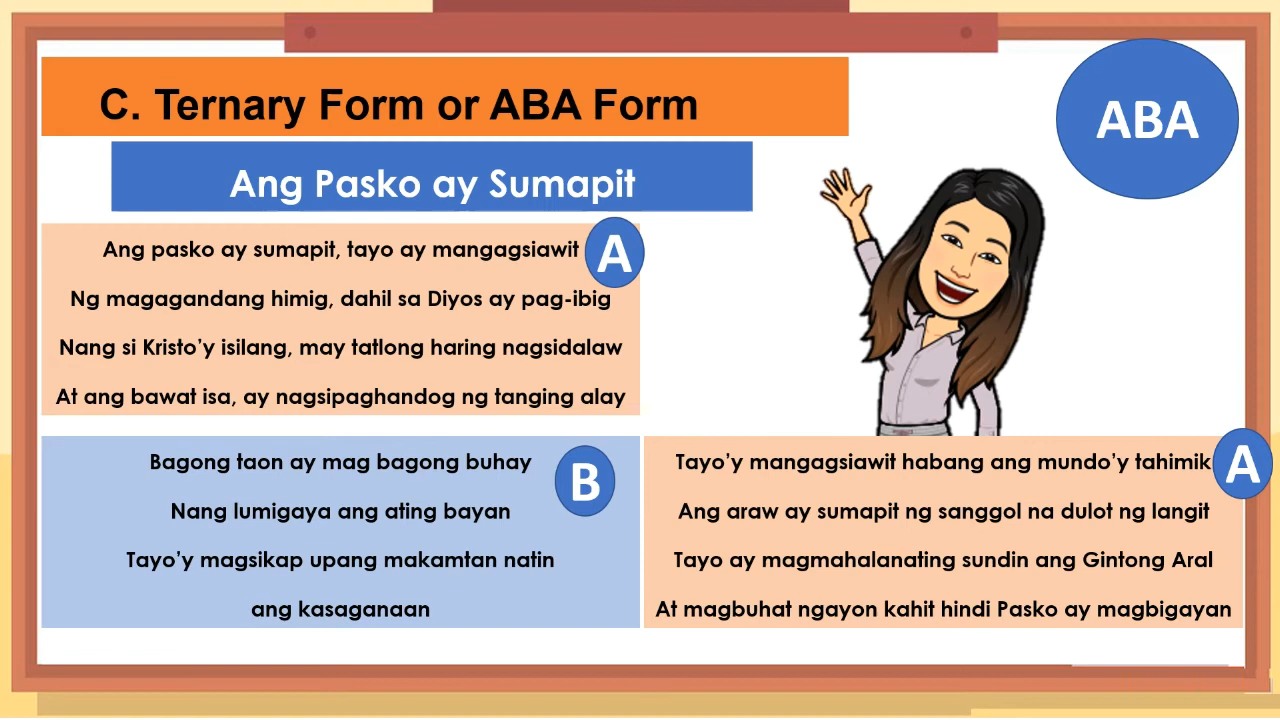 C. Ternary Form or ABA Form
ABA
Ang Pasko ay Sumapit
A
Ang pasko ay sumapit, tayo ay mangagsiawit
Ng magagandang himig, dahil sa Diyos ay pag-ibig
Nang si Kristo'y isilang, may tatlong haring nagsidalaw
At ang bawat isa, ay nagsipaghandog ng tanging alay
B
Bagong taon ay mag bagong buhay
Nang lumigaya ang ating bayan
Tayo'y magsikap upang makamtan natin
ang kasaganaan
A
Tayo'y mangagsiawit habang ang mundo'y tahimik
Ang araw ay sumapit ng sanggol na dulot ng langit
Tayo ay magmahalanating sundin ang Gintong Aral
At magbuhat ngayon kahit hindi Pasko ay magbigayan